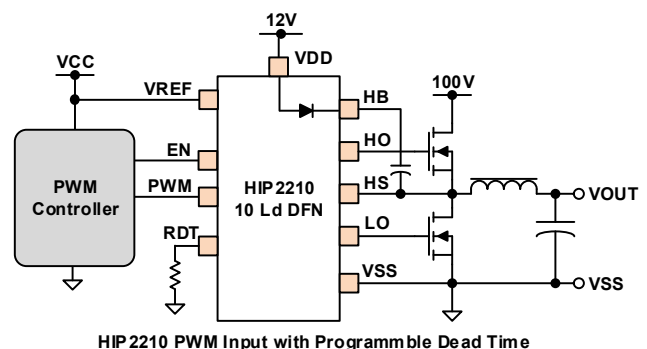 12V
VDD
VCC
100V
VREF
HB
HO
EN
PWM
Controller
PWM
HIP2210
10 Ld DFN
HS
VOUT
RDT
LO
VSS
VSS
HIP2210 PWM Input with Programmble Dead Time